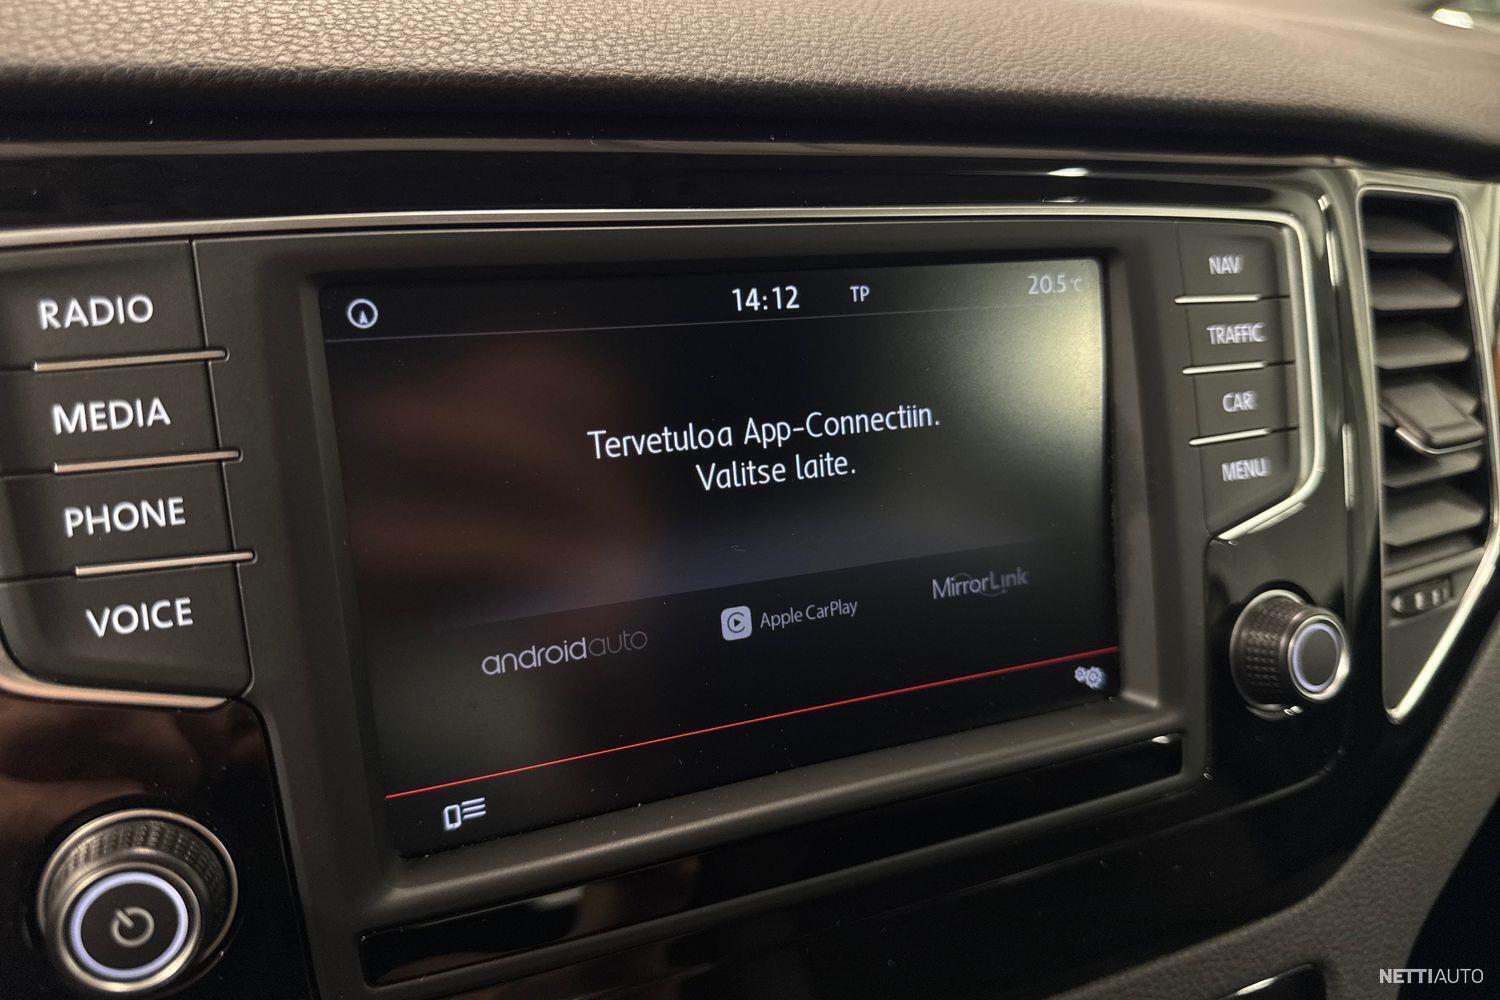 RADIO
MEDIA
PHONE
VOICE
14:12 TP 20.5 °C
Tervetuloa App-Connectiin.
Valitse laite.
androidauto
Apple CarPlay
MirrorLink
NAV
TRAFFIC
CAR
MENU
NETTIAUTO